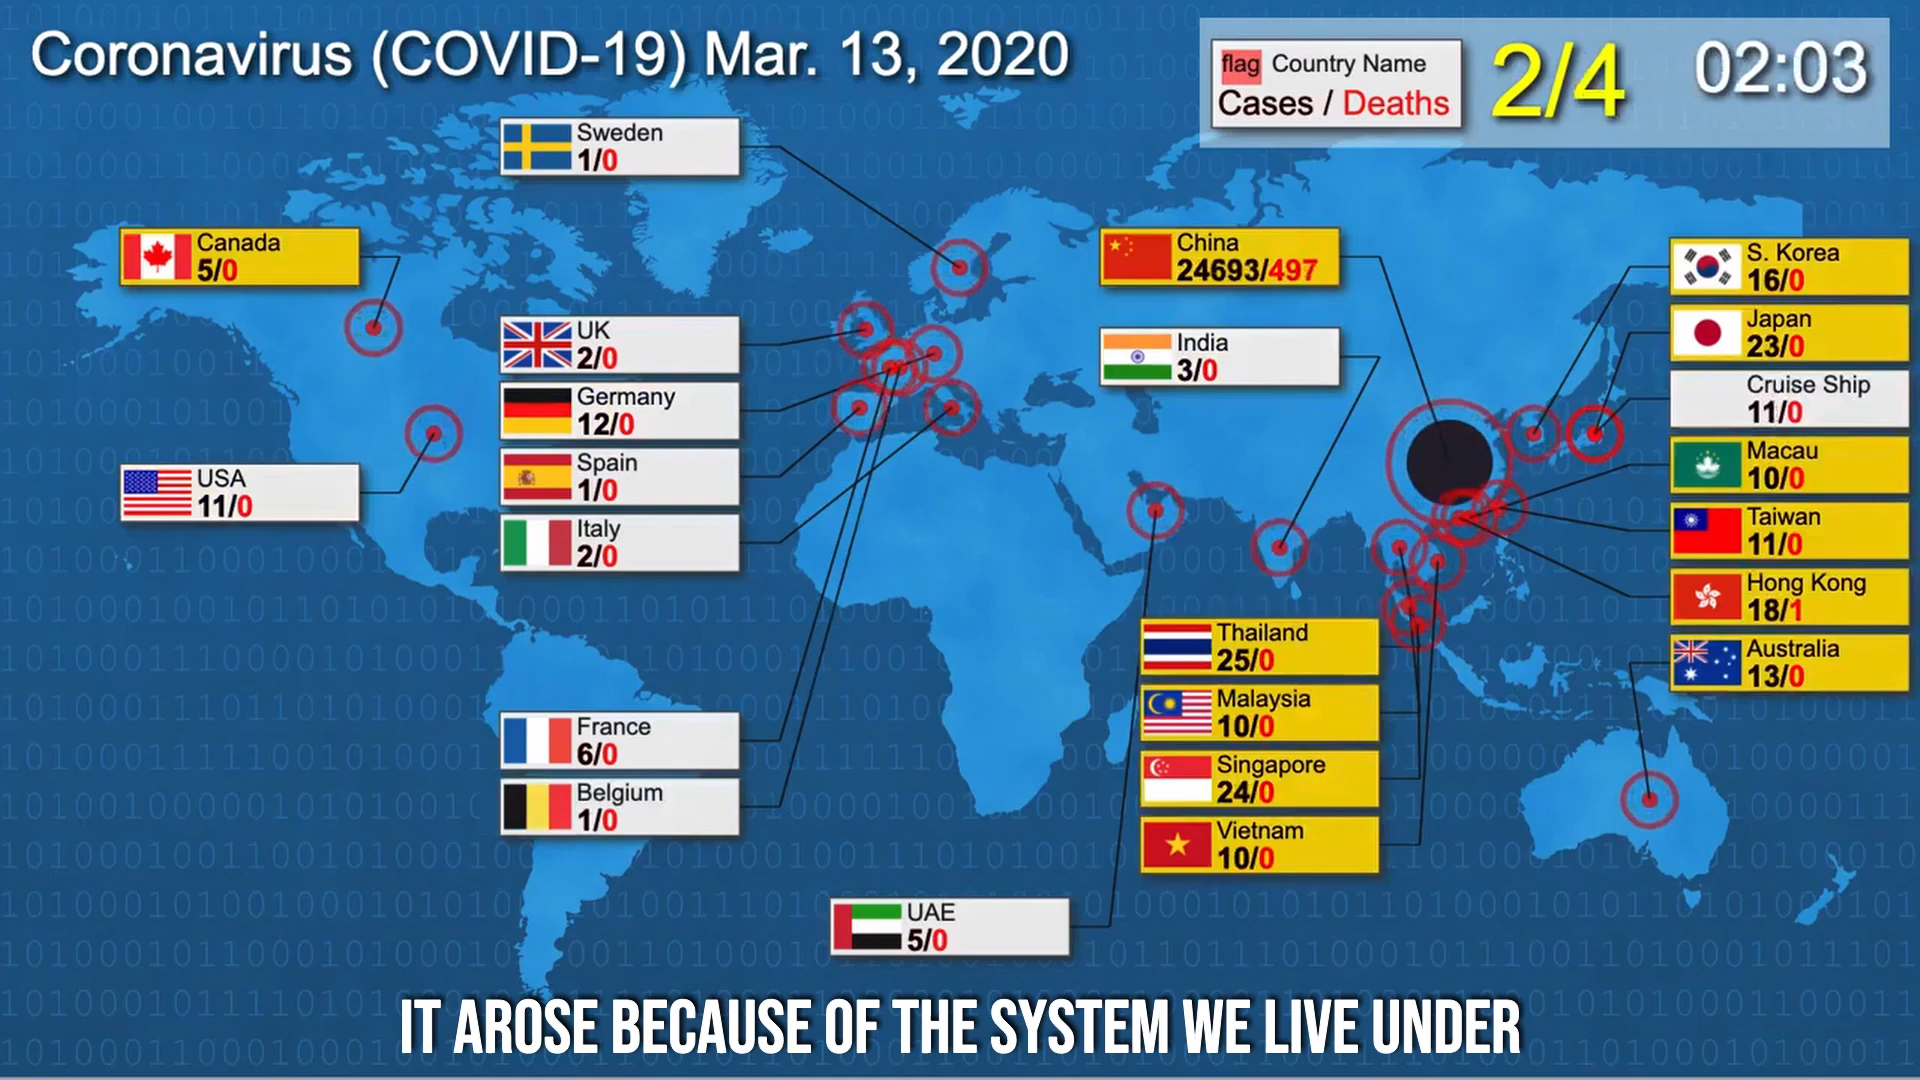 Coronavirus (COVID-19) Mar. 13, 2020
flag Country Name
Cases / Deaths
2/4
02:03
Sweden
1/0
Canada
5/0
China
24693/497
S. Korea
16/0
UK
2/0
India
3/0
Japan
23/0
Germany
12/0
Cruise Ship
11/0
USA
11/0
Spain
1/0
Macau
10/0
Italy
2/0
Taiwan
11/0
Hong Kong
18/1
Thailand
25/0
Australia
13/0
Malaysia
10/0
France
6/0
Singapore
24/0
Belgium
1/0
Vietnam
10/0
UAE
5/0
IT AROSE BECAUSE OF THE SYSTEM WE LIVE UNDER